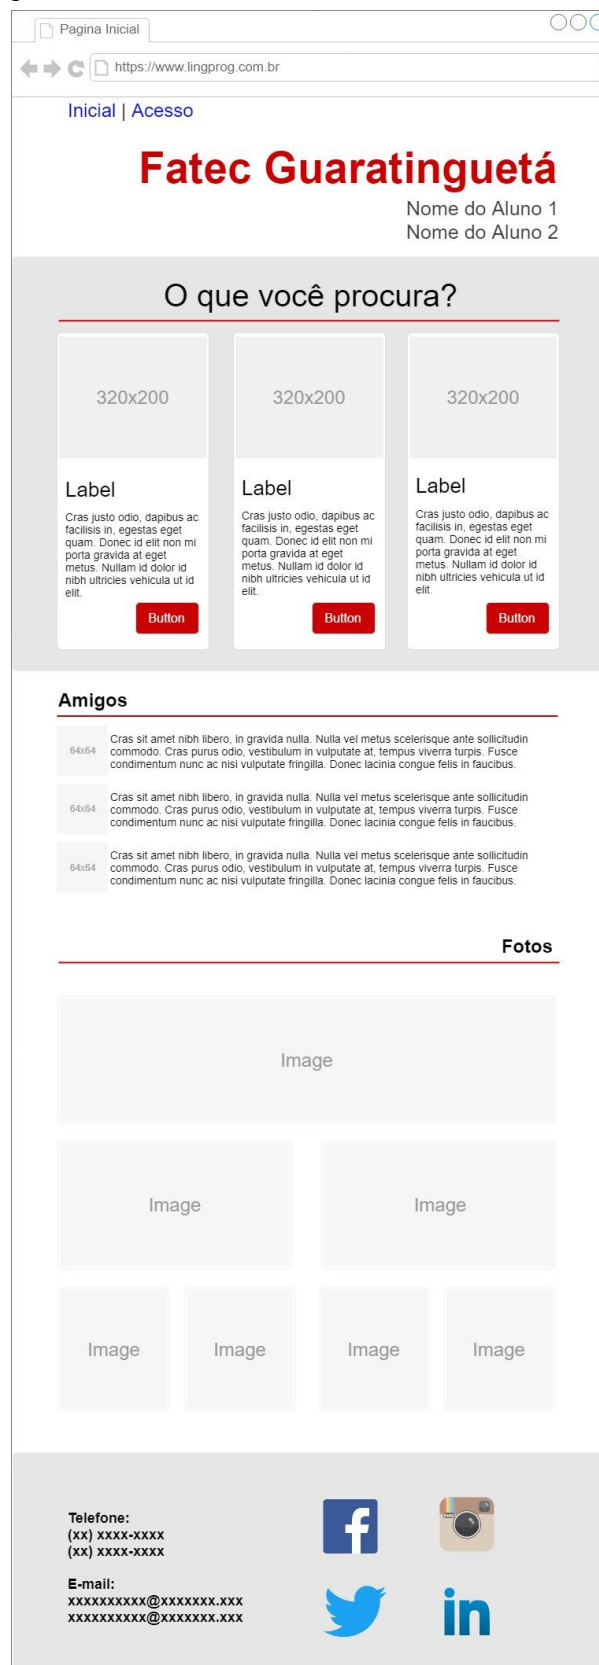 Pagina Inicial
https://www.lingprog.com.br
Inicial | Acesso
Fatec Guaratinguetá
Nome do Aluno 1
Nome do Aluno 2
O que você procura?
320x200
Label
Cras justo odio, dapibus ac
facilisis in, egestas eget
quam. Donec id elit non mi
porta gravida at eget
metus. Nullam id dolor id
nibh ultricies vehicula ut id
elit.
Button
320x200
Label
Cras justo odio, dapibus ac
facilisis in, egestas eget
quam. Donec id elit non mi
porta gravida at eget
metus. Nullam id dolor id
nibh ultricies vehicula ut id
elit.
Button
320x200
Label
Cras justo odio, dapibus ac
facilisis in, egestas eget
quam. Donec id elit non mi
porta gravida at eget
metus. Nullam id dolor id
nibh ultricies vehicula ut id
elit.
Button
Amigos
64x64
Cras sit amet nibh libero, in gravida nulla. Nulla vel metus scelerisque ante sollicitudin
commodo. Cras purus odio, vestibulum in vulputate at, tempus viverra turpis. Fusce
condimentum nunc ac nisi vulputate fringilla. Donec lacinia congue felis in faucibus.
64x64
Cras sit amet nibh libero, in gravida nulla. Nulla vel metus scelerisque ante sollicitudin
commodo. Cras purus odio, vestibulum in vulputate at, tempus viverra turpis. Fusce
condimentum nunc ac nisi vulputate fringilla. Donec lacinia congue felis in faucibus.
64x64
Cras sit amet nibh libero, in gravida nulla. Nulla vel metus scelerisque ante sollicitudin
commodo. Cras purus odio, vestibulum in vulputate at, tempus viverra turpis. Fusce
condimentum nunc ac nisi vulputate fringilla. Donec lacinia congue felis in faucibus.
Fotos
Image
Image
Image
Image
Image
Image
Image
Telefone:
(xx) xxxx-xxxx
(xx) xxxx-xxxx
E-mail:
xxxxxxxxxx@xxxxxxx.xxx
xxxxxxxxxx@xxxxxxx.xxx
f
in